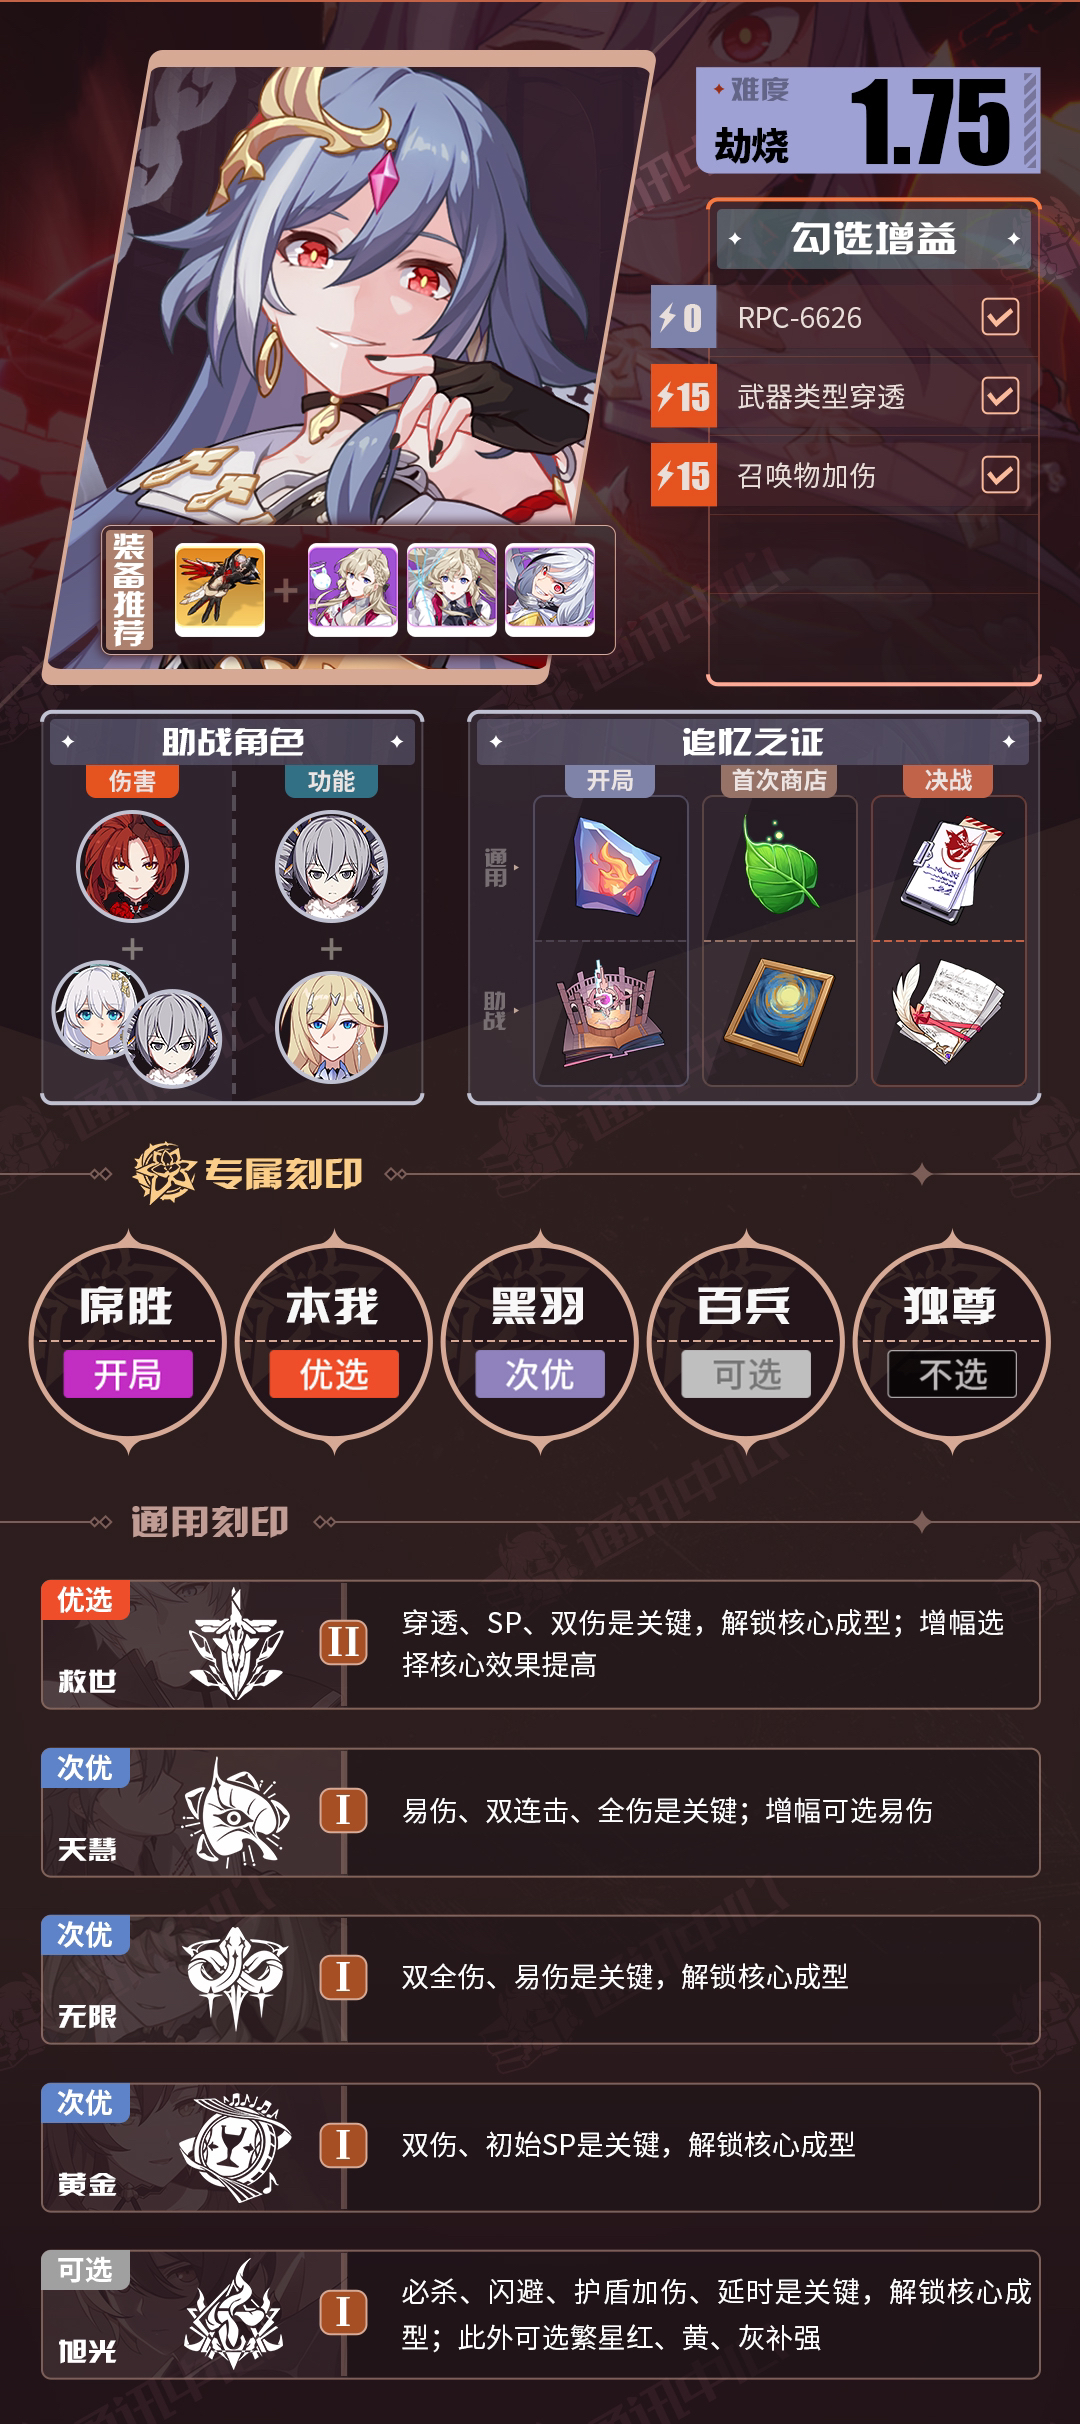 难度
劫烧
1.75
勾选增益
0
RPC-6626
15
武器类型穿透
15
召唤物加伤
装备推荐
助战角色
伤害
功能
追忆之证
开局
首次商店
决战
通用
助战
专属刻印
席胜
开局
本我
优选
黑羽
次优
百兵
可选
独尊
不选
通用刻印
优选
救世
II
穿透、SP、双伤是关键，解锁核心成型；增幅选
择核心效果提高
次优
天慧
I
易伤、双连击、全伤是关键；增幅可选易伤
次优
无限
I
双全伤、易伤是关键，解锁核心成型
次优
黄金
I
双伤、初始SP是关键，解锁核心成型
可选
旭光
I
必杀、闪避、护盾加伤、延时是关键，解锁核心成
型；此外可选繁星红、黄、灰补强
通讯中心